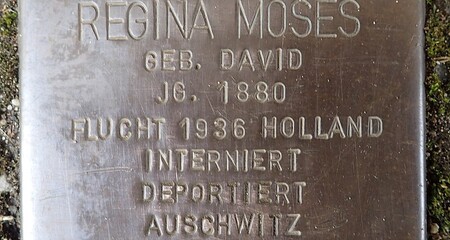 REGINA MOSES
GEB. DAVID
JG. 1880
FLUCHT 1936 HOLLAND
INTERNIERT
DEPORTIERT
AUSCHWITZ